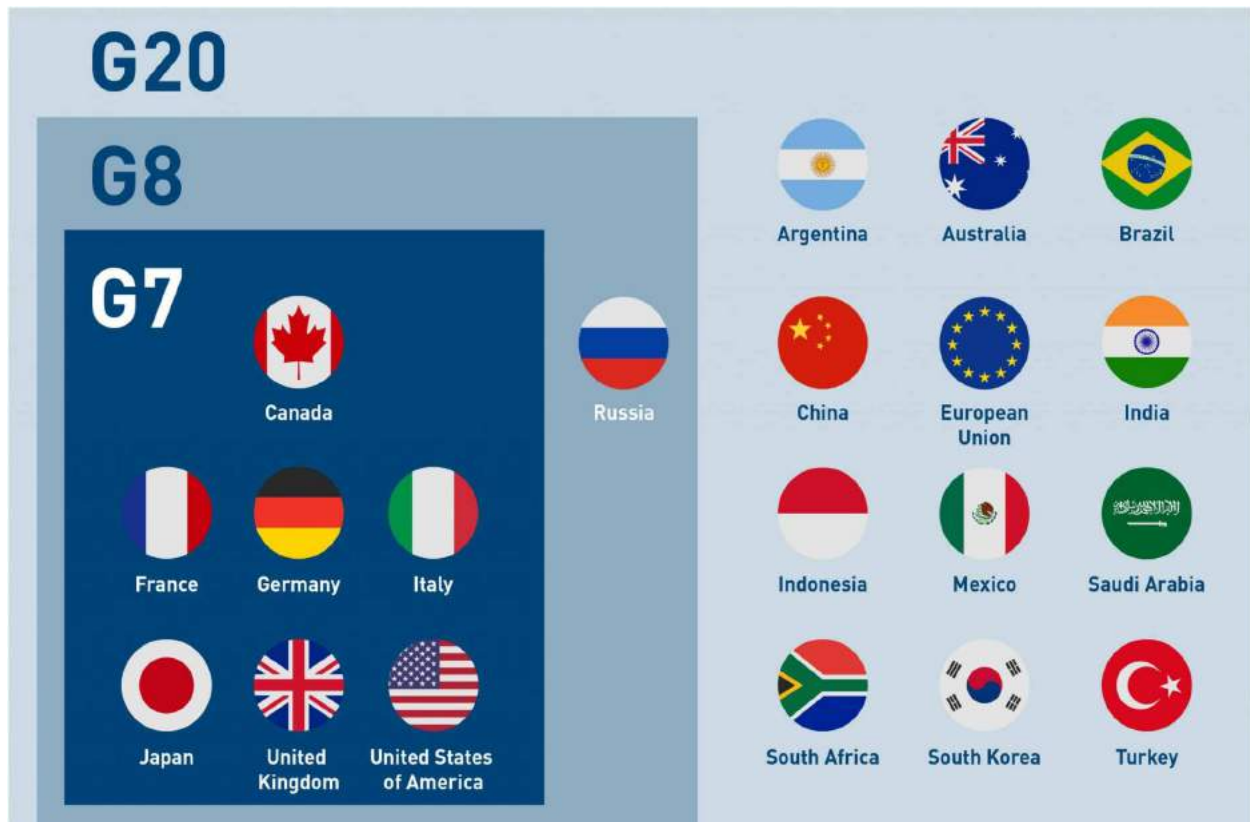 G20
G8
G7
Argentina
Australia
Brazil
Canada
Russia
China
European
Union
India
France
Germany
Italy
Indonesia
Mexico
Saudi Arabia
Japan
United
Kingdom
United States
of America
South Africa
South Korea
Turkey